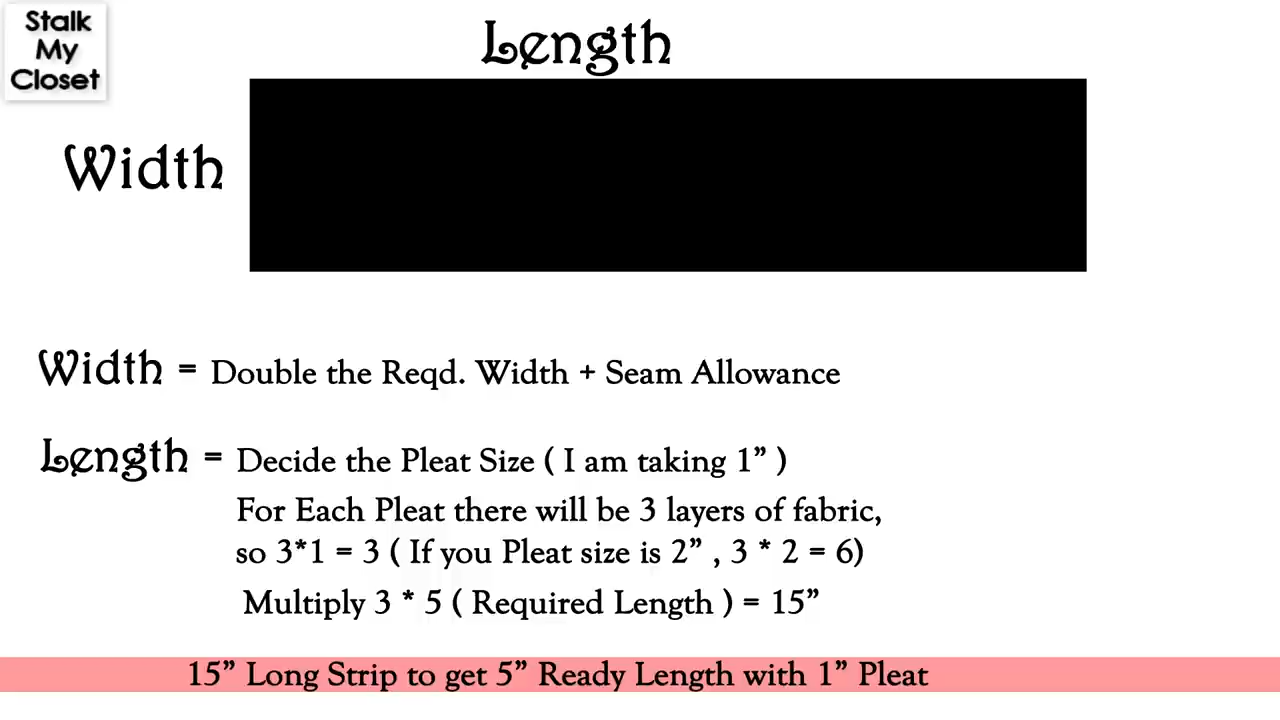 Stalk
My
Closet
Length
Width
Width = Double the Reqd. Width + Seam Allowance
Length = Decide the Pleat Size ( I am taking 1” )
For Each Pleat there will be 3 layers of fabric,
so 3*1 = 3 ( If you Pleat size is 2” , 3 * 2 = 6)
Multiply 3 * 5 ( Required Length ) = 15”
15” Long Strip to get 5” Ready Length with 1” Pleat